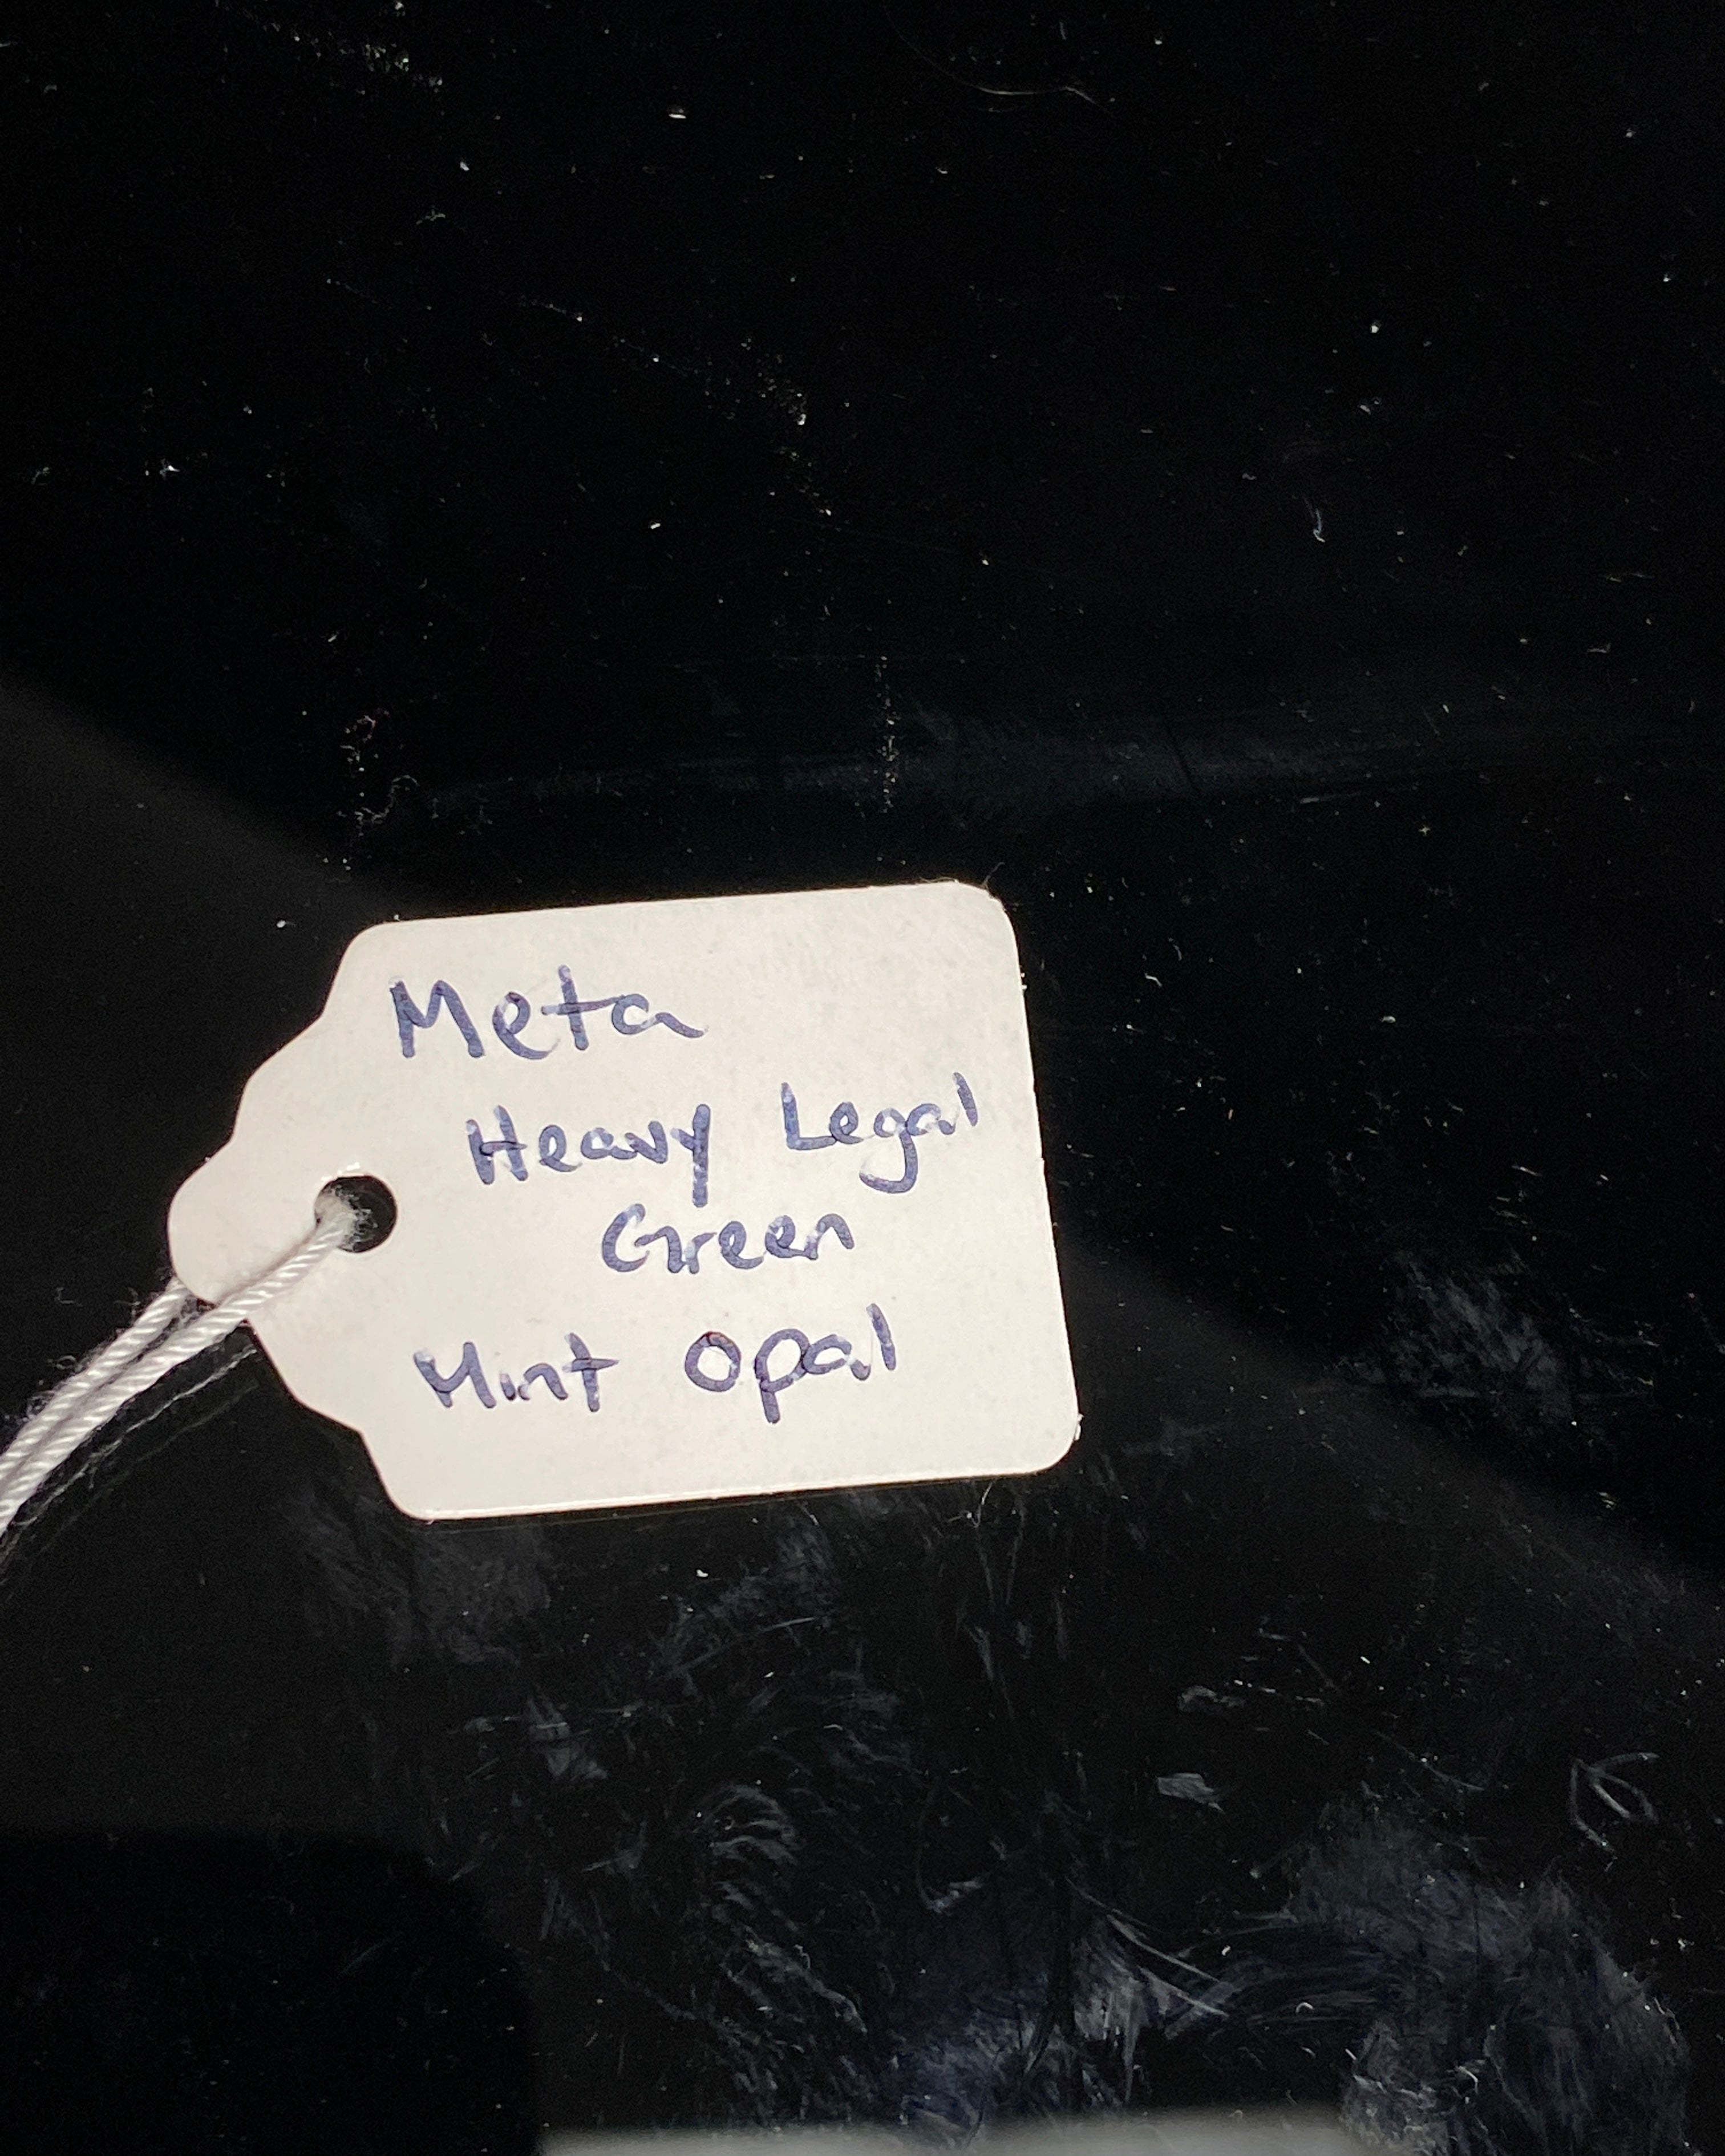 Meta
Heavy Legal
Green
Mint Opal